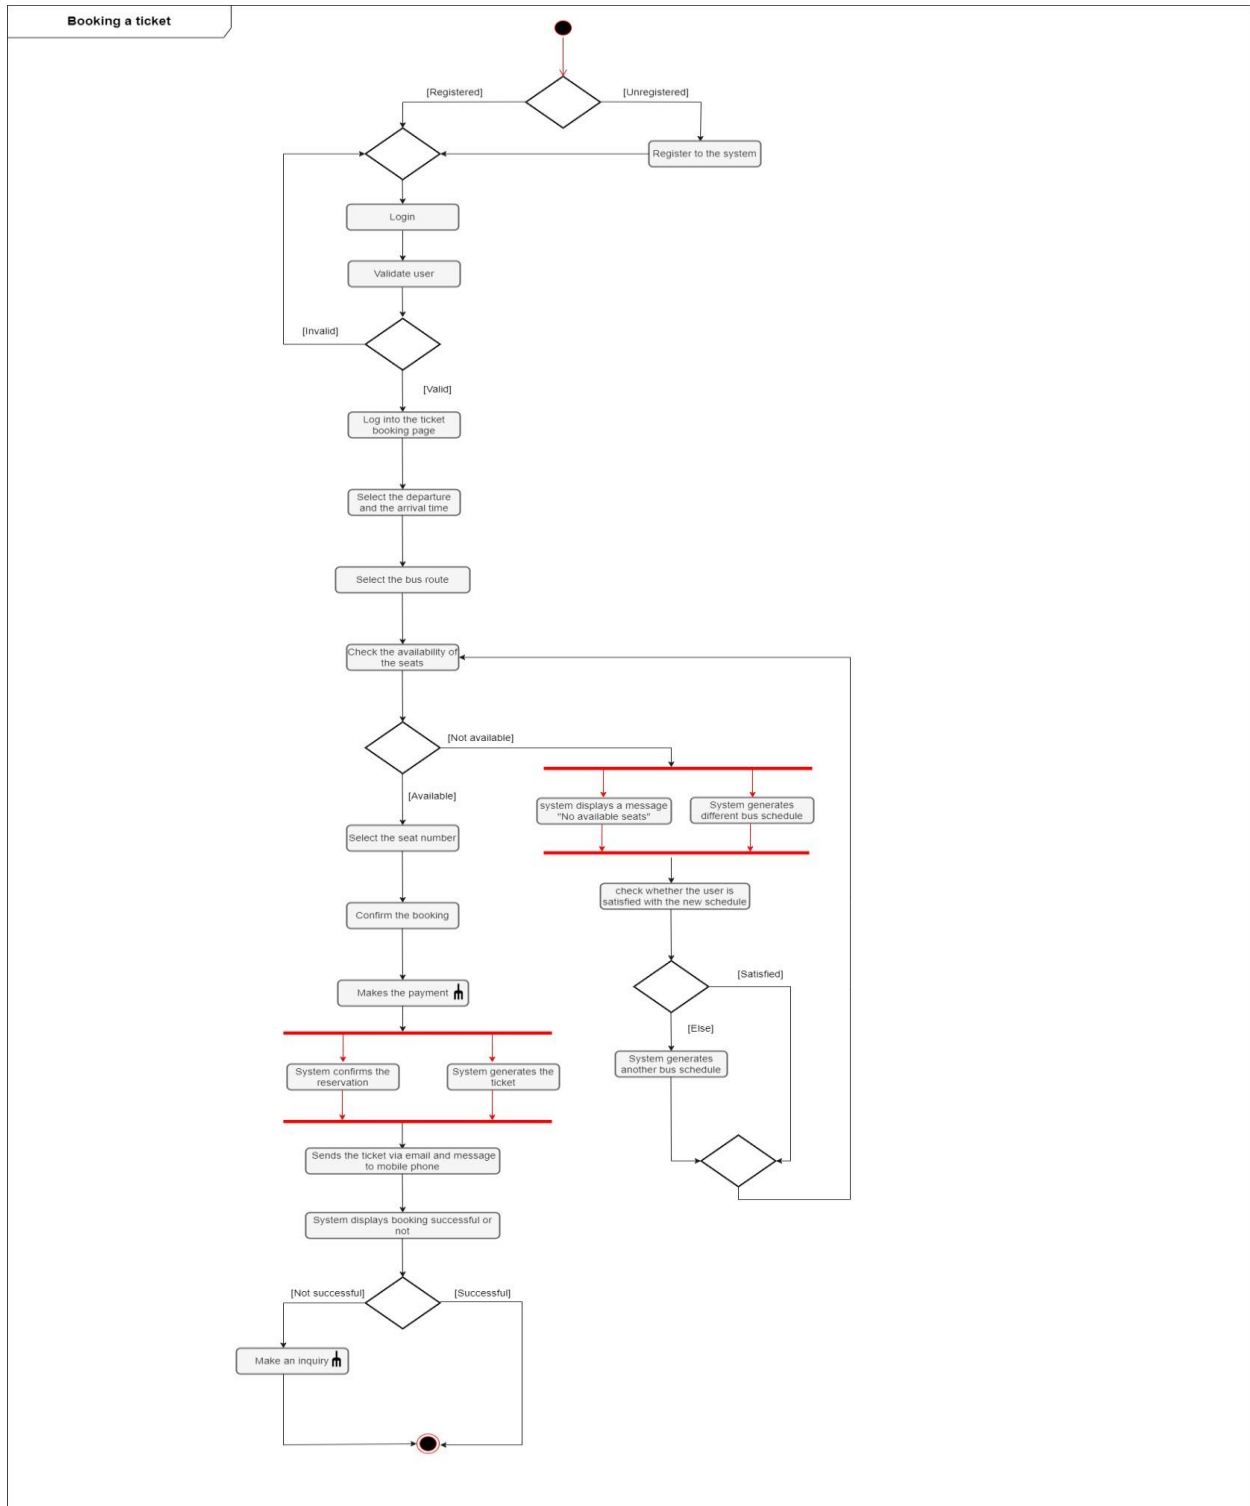 Booking a ticket
[Registered]
[Unregistered]
Register to the system
Login
Validate user
[Invalid]
[Valid]
Log into the ticket
booking page
Select the departure
and the arrival time
Select the bus route
Check the availability of
the seats
[Not available]
[Available]
system displays a message
"No available seats"
System generates
different bus schedule
Select the seat number
check whether the user is
satisfied with the new schedule
Confirm the booking
[Satisfied]
Makes the payment
[Else]
System confirms the
reservation
System generates the
ticket
System generates
another bus schedule
Sends the ticket via email and message
to mobile phone
System displays booking successful or
not
[Not successful]
[Successful]
Make an inquiry